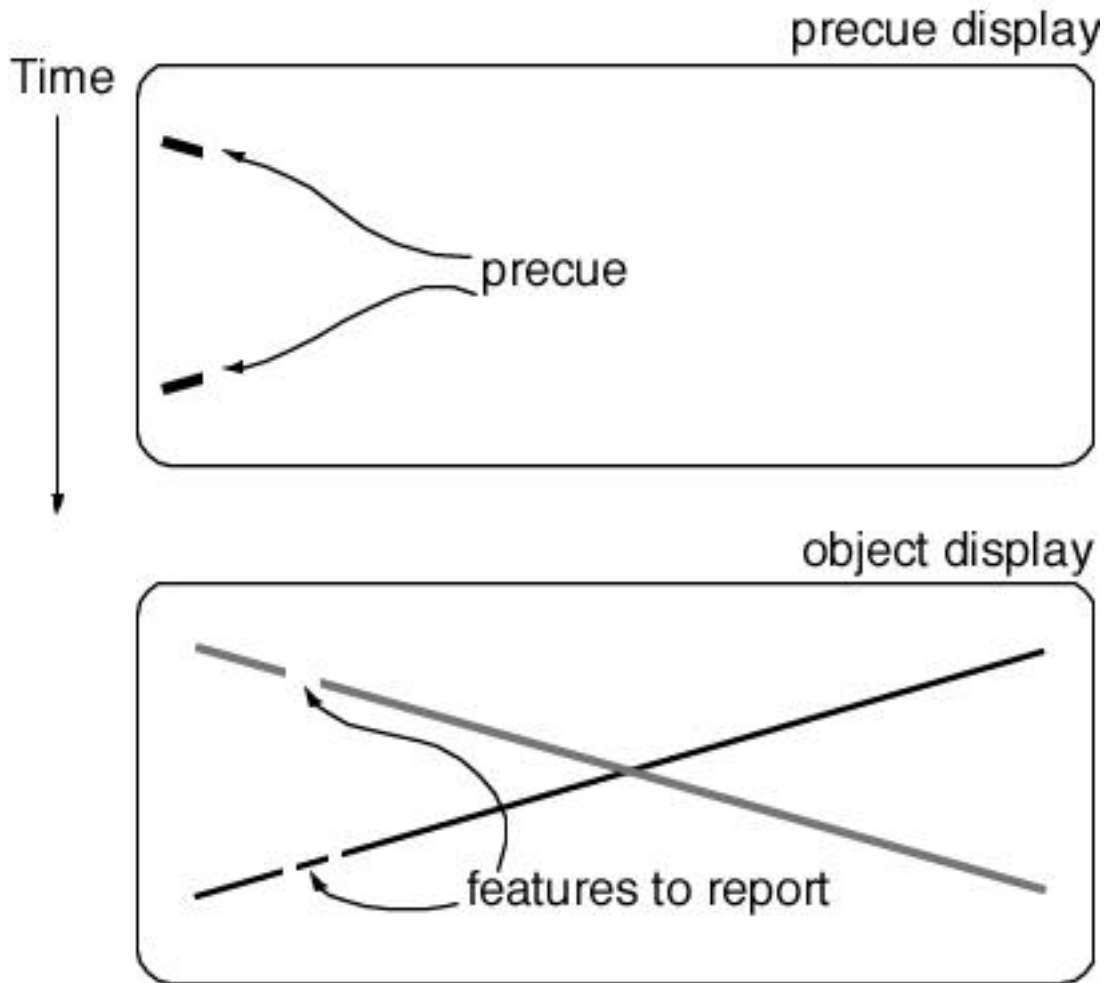 precue display
Time
precue
object display
features to report